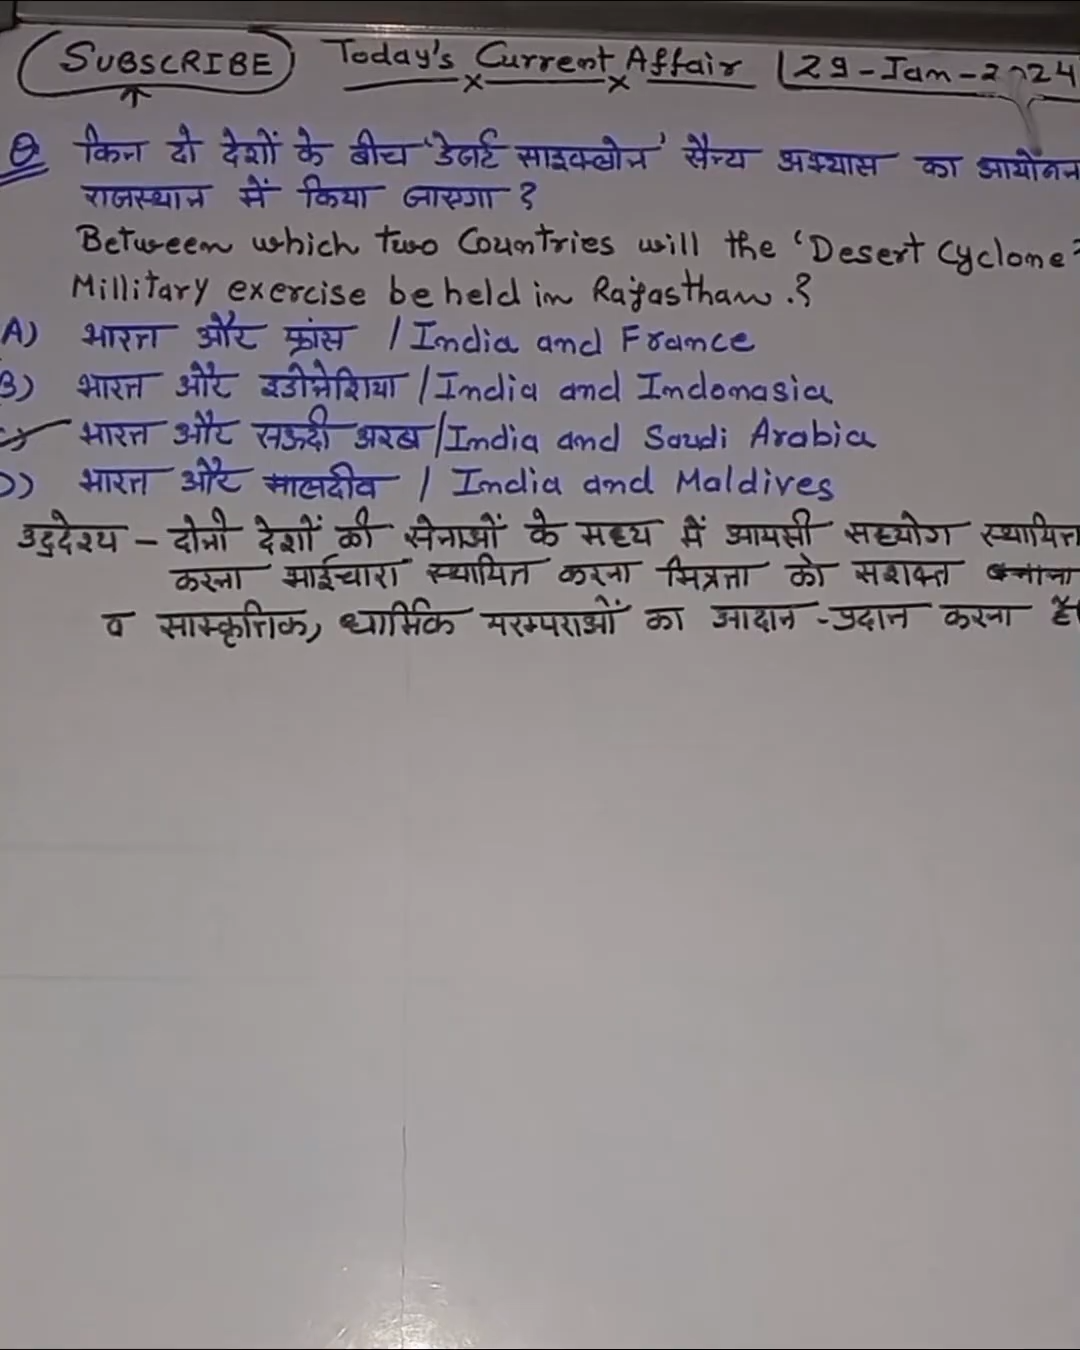 SUBSCRIBE Today's Current Affair 29-Jan-2024
Q किन दो देशों के बीच 'डेजर्ट साइक्लोन' सैन्य अभ्यास का आयोजन
राजस्थान में किया जाएगा ?
Between which two Countries will the 'Desert Cyclone'
Millitary exercise be held in Rajasthan.?
A) भारत और फ्रांस / India and France
B) भारत और इंडोनेशिया / India and Indonasia
C) भारत और सऊदी अरब / India and Saudi Arabia
D) भारत और मालदीव / India and Maldives
उद्देश्य - दोनो देशों की सेनाओं के मध्य में आपसी सहयोग स्थापित
करना भाईचारा स्थापित करना मित्रता को सशक्त बनाना
व सांस्कृतिक, धार्मिक परम्पराओं का आदान-प्रदान करना है।